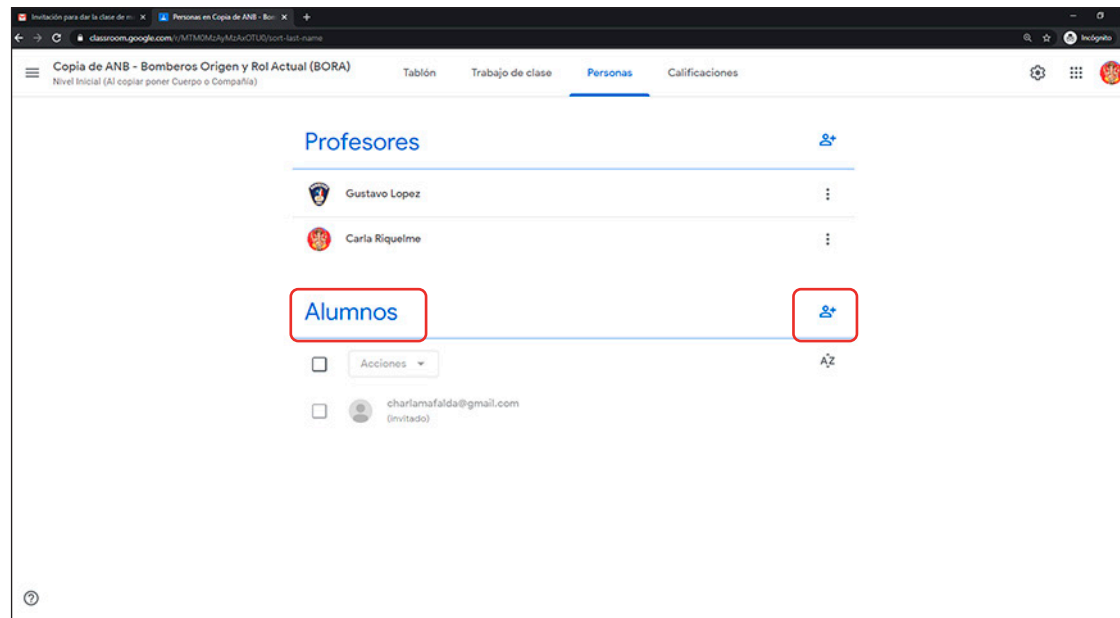 Invitación para dar la clase de m
Personas en Copia de ANB - Bom
classroom.google.com/r/MTM0MzAyMzAxOTU0/sort-last-name
Incógnito
Copia de ANB - Bomberos Origen y Rol Actual (BORA)
Nivel Inicial (Al copiar poner Cuerpo o Compañía)
Tablón Trabajo de clase Personas Calificaciones
Profesores
Gustavo Lopez
Carla Riquelme
Alumnos
Acciones
AZ
charlamafalda@gmail.com
(invitado)